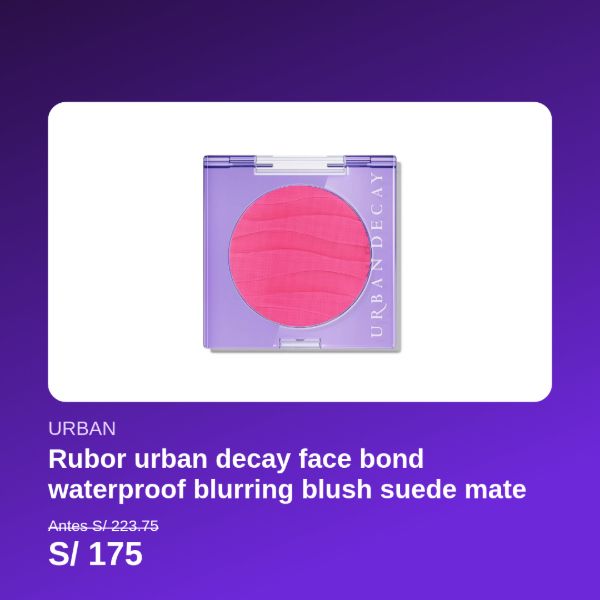 URBAN DECAY
URBAN
Rubor urban decay face bond
waterproof blurring blush suede mate
Antes S/ 223.75
S/ 175